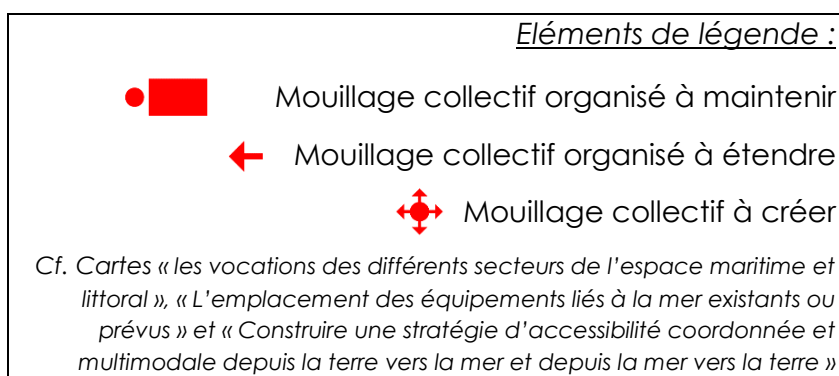 Eléments de légende :
Mouillage collectif organisé à maintenir
Mouillage collectif organisé à étendre
Mouillage collectif à créer
Cf. Cartes « les vocations des différents secteurs de l’espace maritime et
littoral », « L’emplacement des équipements liés à la mer existants ou
prévus » et « Construire une stratégie d’accessibilité coordonnée et
multimodale depuis la terre vers la mer et depuis la mer vers la terre »